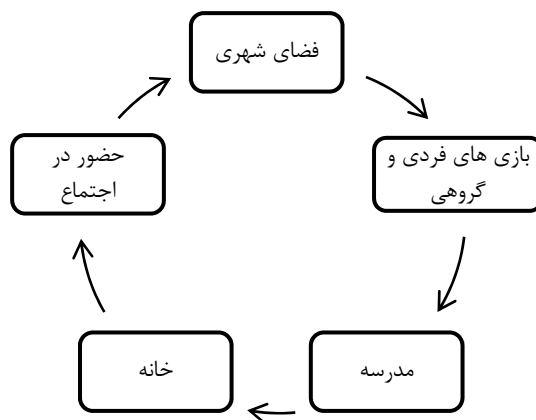 فضای شهری
بازی های فردی و
گروهی
مدرسه
خانه
حضور در
اجتماع